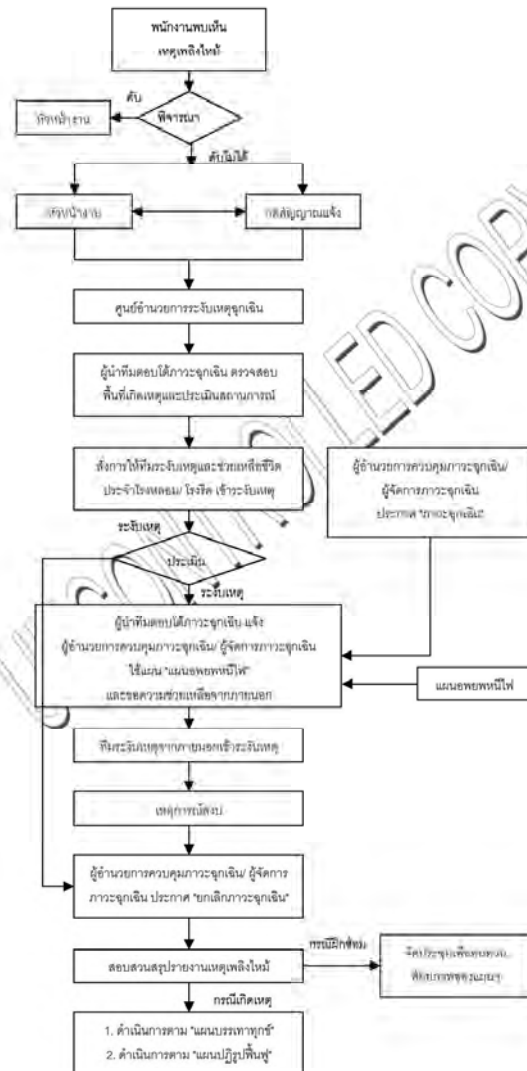 พนักงานพบเห็น
เหตุเพลิงไหม้
ดับ
พิจารณา
หัวหน้างาน
ดับไม่ได้
หัวหน้างาน
กดสัญญาณแจ้ง
ศูนย์อำนวยการระงับเหตุฉุกเฉิน
ผู้นำทีมตอบโต้ภาวะฉุกเฉิน ตรวจสอบ
พื้นที่เกิดเหตุและประเมินสถานการณ์
สั่งการให้ทีมระงับเหตุและช่วยเหลือชีวิต
ประจำโรงหลอม/ โรงรีด เข้าระงับเหตุ
ผู้อำนวยการควบคุมภาวะฉุกเฉิน/
ผู้จัดการภาวะฉุกเฉิน
ประกาศ "ภาวะฉุกเฉิน"
ระงับเหตุ
ประเมิน
ระงับเหตุ
ผู้นำทีมตอบโต้ภาวะฉุกเฉิน แจ้ง
ผู้อำนวยการควบคุมภาวะฉุกเฉิน/ ผู้จัดการภาวะฉุกเฉิน
ใช้แผน "แผนอพยพหนีไฟ"
และขอความช่วยเหลือจากภายนอก
แผนอพยพหนีไฟ
ทีมระงับเหตุจากภายนอกเข้าระงับเหตุ
เหตุการณ์สงบ
ผู้อำนวยการควบคุมภาวะฉุกเฉิน/ ผู้จัดการ
ภาวะฉุกเฉิน ประกาศ "ยกเลิกภาวะฉุกเฉิน"
สอบสวนสรุปรายงานเหตุเพลิงไหม้
กรณีฝึกซ้อม
กรณีเกิดเหตุ
1. ดำเนินการตาม "แผนบรรเทาทุกข์"
2. ดำเนินการตาม "แผนปฏิรูปฟื้นฟู"